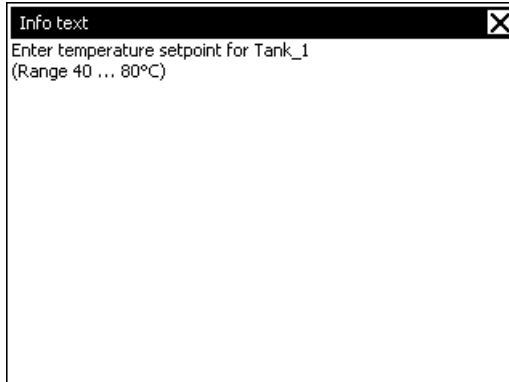 Info text
Enter temperature setpoint for Tank_1
(Range 40 ... 80°C)